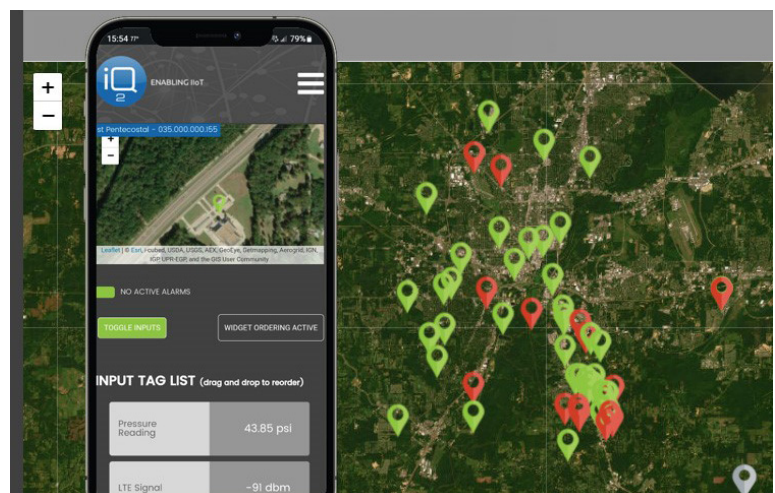 15:54
79%
iQ
2
ENABLING IIoT
st Pentecostal - 035.000.000.155
+
−
+
−
Leaflet | © Esri, i-cubed, USDA, USGS, AEX, GeoEye, Getmapping, Aerogrid, IGN,
IGP, UPR-EGP, and the GIS User Community
NO ACTIVE ALARMS
TOGGLE INPUTS
WIDGET ORDERING ACTIVE
INPUT TAG LIST (drag and drop to reorder)
Pressure
Reading
43.85 psi
LTE Signal
-91 dbm